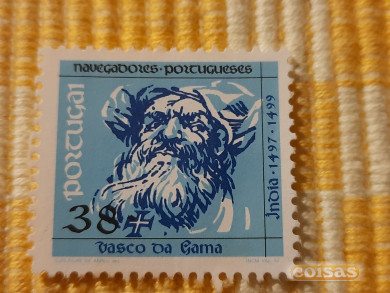 NAVEGADORES · PORTUGUESES
PORTUGAL
Índia · 1497 · 1499
38
Vasco da Gama
coisas